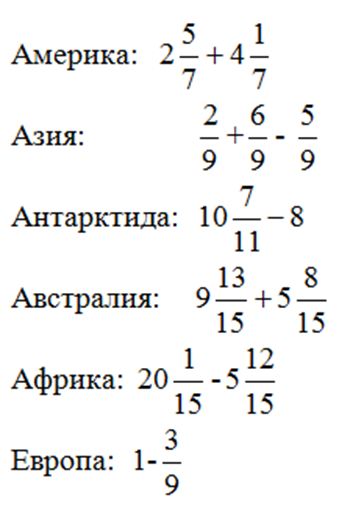 Америка: 2 5/7 + 4 1/7
Азия: 2/9 + 6/9 - 5/9
Антарктида: 10 7/11 – 8
Австралия: 9 13/15 + 5 8/15
Африка: 20 1/15 - 5 12/15
Европа: 1- 3/9